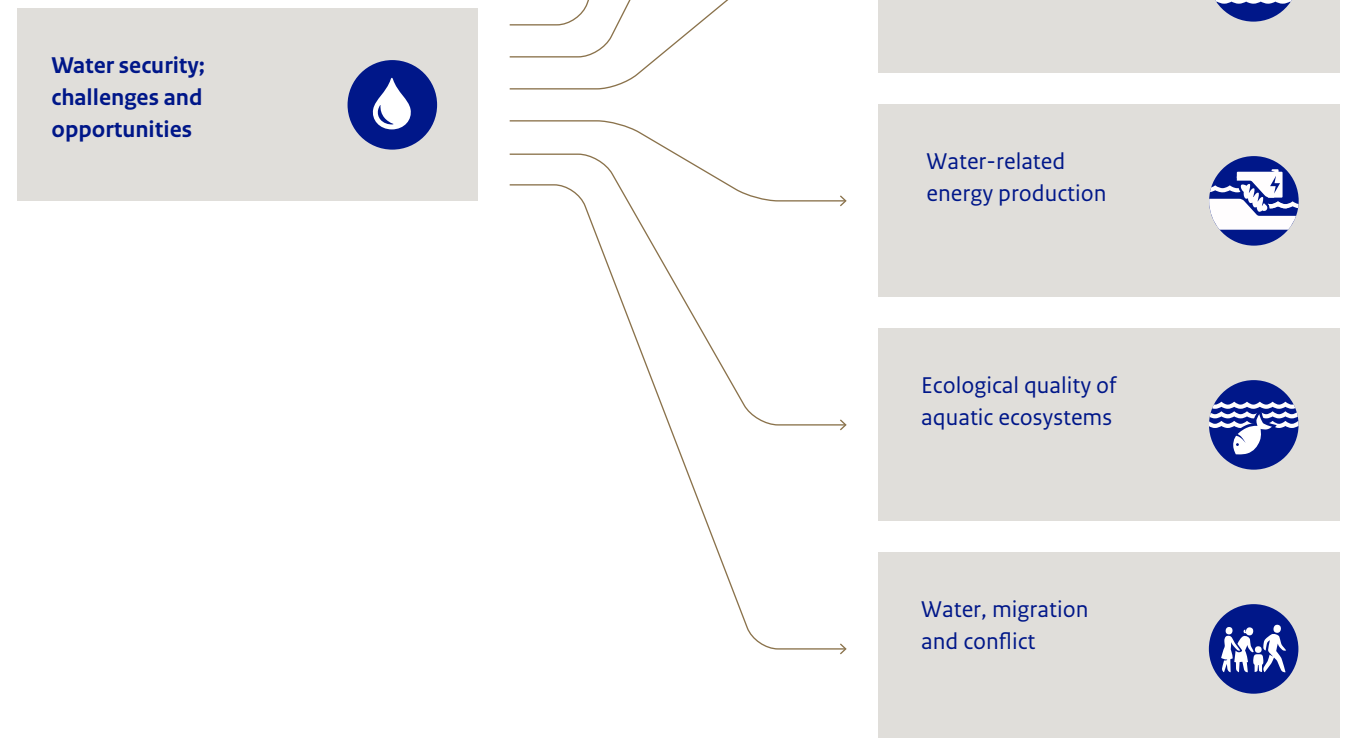 Water security;
challenges and
opportunities
Water-related
energy production
Ecological quality of
aquatic ecosystems
Water, migration
and conflict